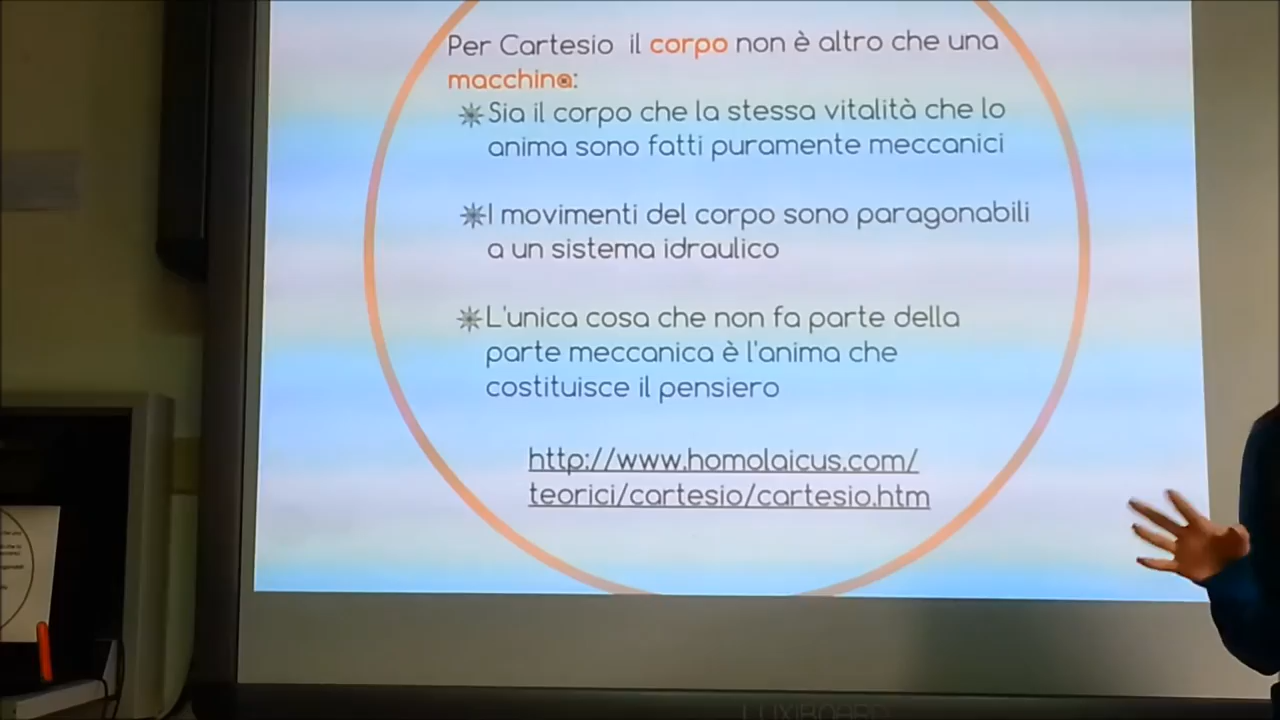 Per Cartesio il corpo non è altro che una
macchina:
Sia il corpo che la stessa vitalità che lo
anima sono fatti puramente meccanici
I movimenti del corpo sono paragonabili
a un sistema idraulico
L'unica cosa che non fa parte della
parte meccanica è l'anima che
costituisce il pensiero
http://www.homolaicus.com/
teorici/cartesio/cartesio.htm